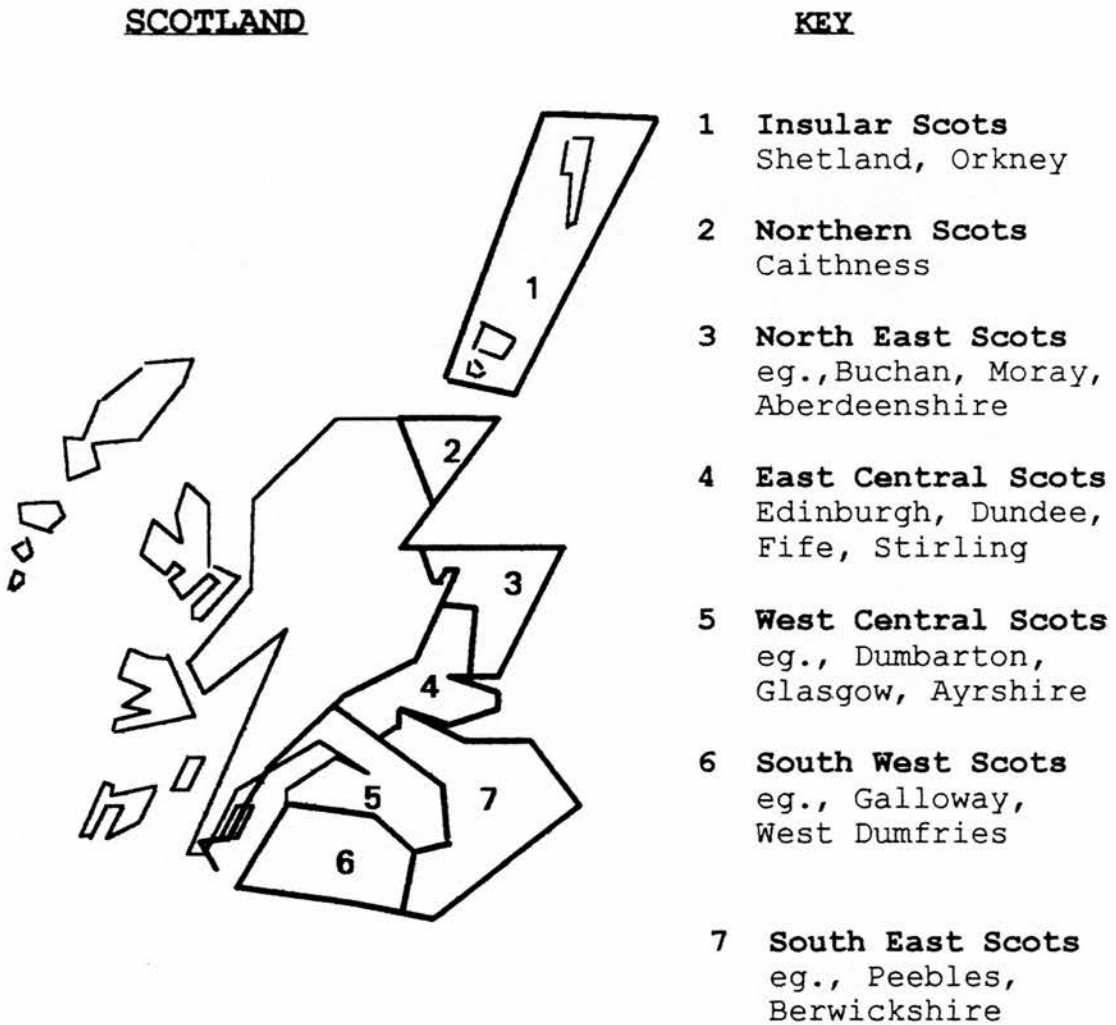 SCOTLAND
KEY
1 Insular Scots
Shetland, Orkney
2 Northern Scots
Caithness
3 North East Scots
eg.,Buchan, Moray,
Aberdeenshire
4 East Central Scots
Edinburgh, Dundee,
Fife, Stirling
5 West Central Scots
eg., Dumbarton,
Glasgow, Ayrshire
6 South West Scots
eg., Galloway,
West Dumfries
7 South East Scots
eg., Peebles,
Berwickshire
1
2
3
4
5
7
6